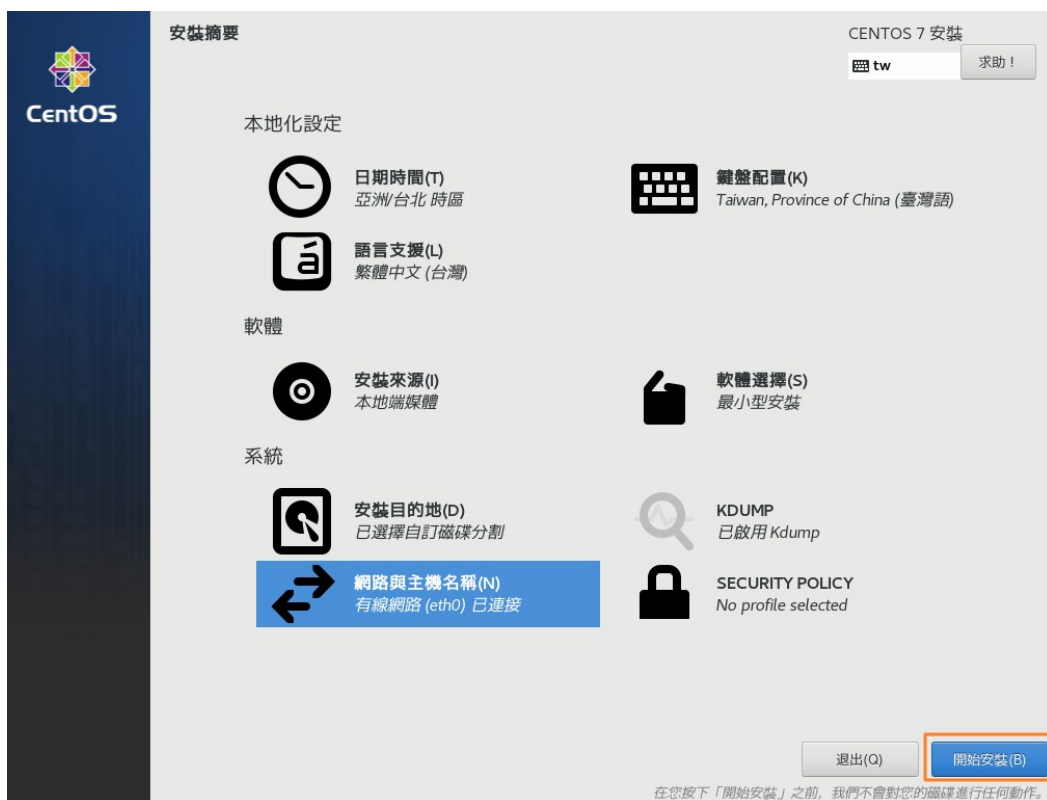 安裝摘要
CENTOS 7 安裝
tw
求助！
CentOS
本地化設定
日期時間(T)
亞洲/台北 時區
鍵盤配置(K)
Taiwan, Province of China (臺灣語)
á
語言支援(L)
繁體中文 (台灣)
軟體
安裝來源(I)
本地端媒體
軟體選擇(S)
最小型安裝
系統
安裝目的地(D)
已選擇自訂磁碟分割
KDUMP
已啟用 Kdump
網路與主機名稱(N)
有線網路 (eth0) 已連接
SECURITY POLICY
No profile selected
退出(Q)
開始安裝(B)
在您按下「開始安裝」之前，我們不會對您的磁碟進行任何動作。